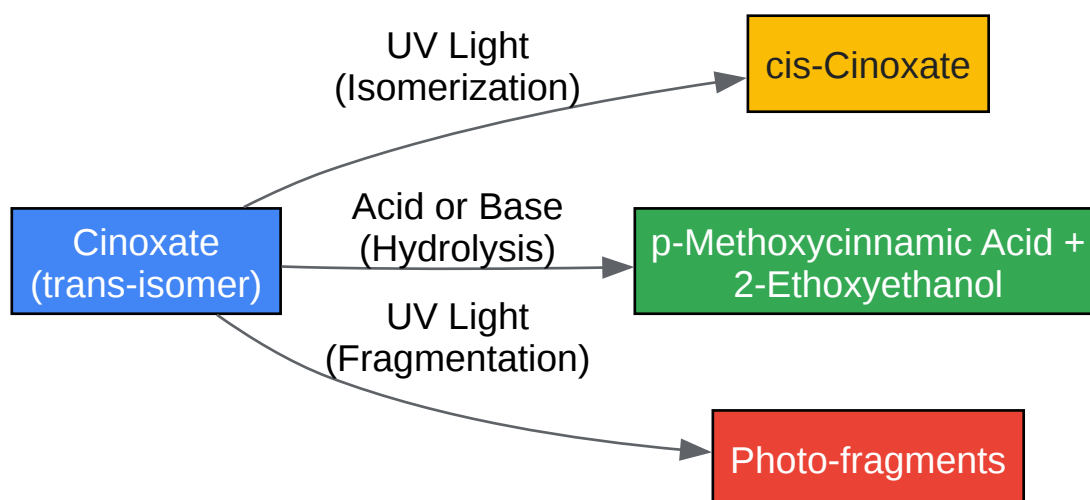 UV Light
(Isomerization)
cis-Cinoxate
Cinoxate
(trans-isomer)
Acid or Base
(Hydrolysis)
p-Methoxycinnamic Acid +
2-Ethoxyethanol
UV Light
(Fragmentation)
Photo-fragments